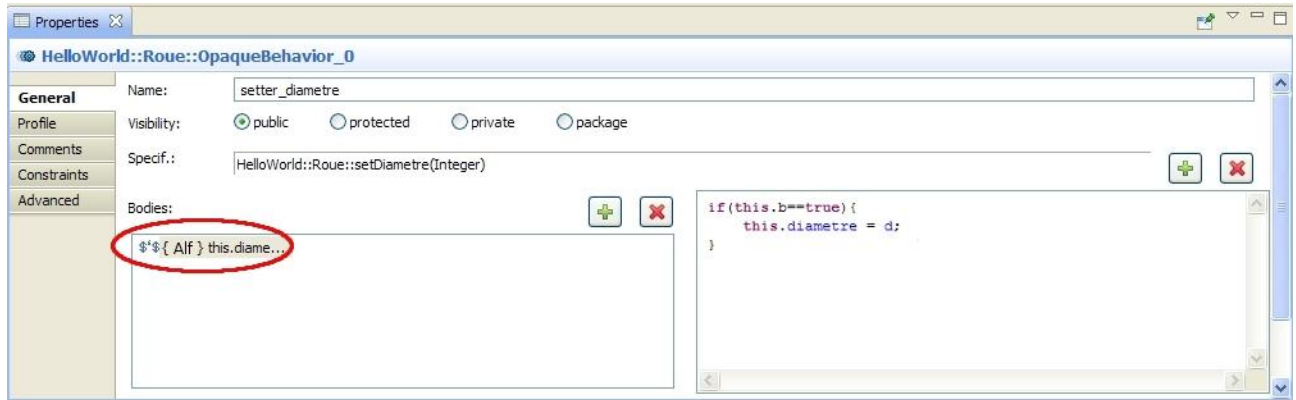 Properties
HelloWorld::Roue::OpaqueBehavior_0
General
Profile
Comments
Constraints
Advanced
Name: setter_diametre
Visibility: public protected private package
Specif.: HelloWorld::Roue::setDiametre(Integer)
Bodies:
$‘${ Alf } this.diame...
if(this.b==true){
this.diametre = d;
}